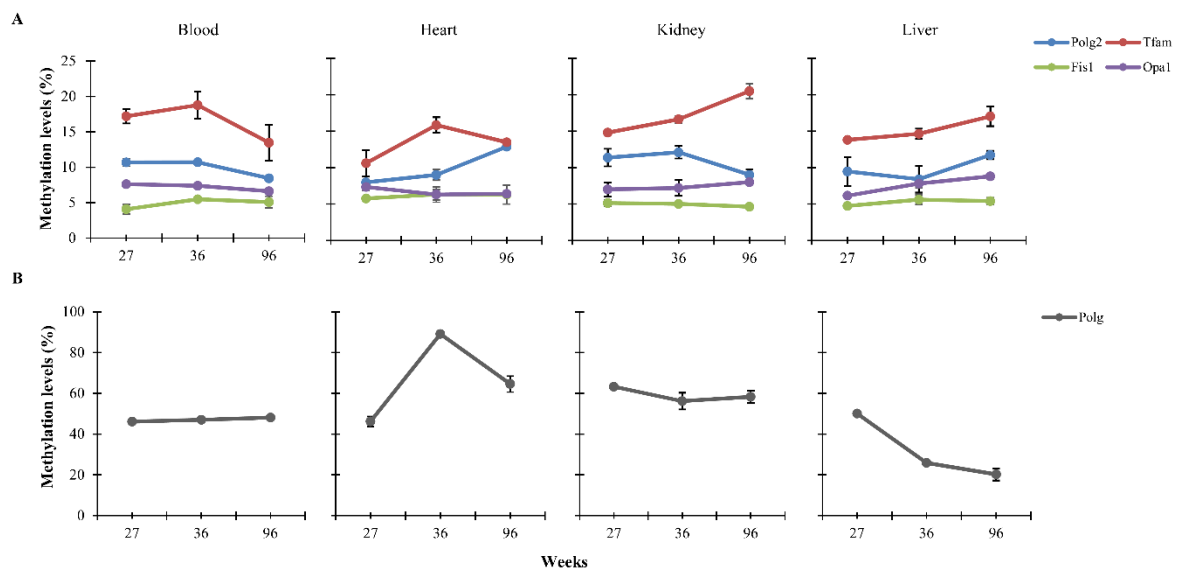 A
Blood Heart Kidney Liver
Polg2 Tfam
Fis1 Opa1
Methylation levels (%)
25
20
15
10
5
0
27 36 96 27 36 96 27 36 96 27 36 96
B
Polg
Methylation levels (%)
100
80
60
40
20
0
27 36 96 27 36 96 27 36 96 27 36 96
Weeks